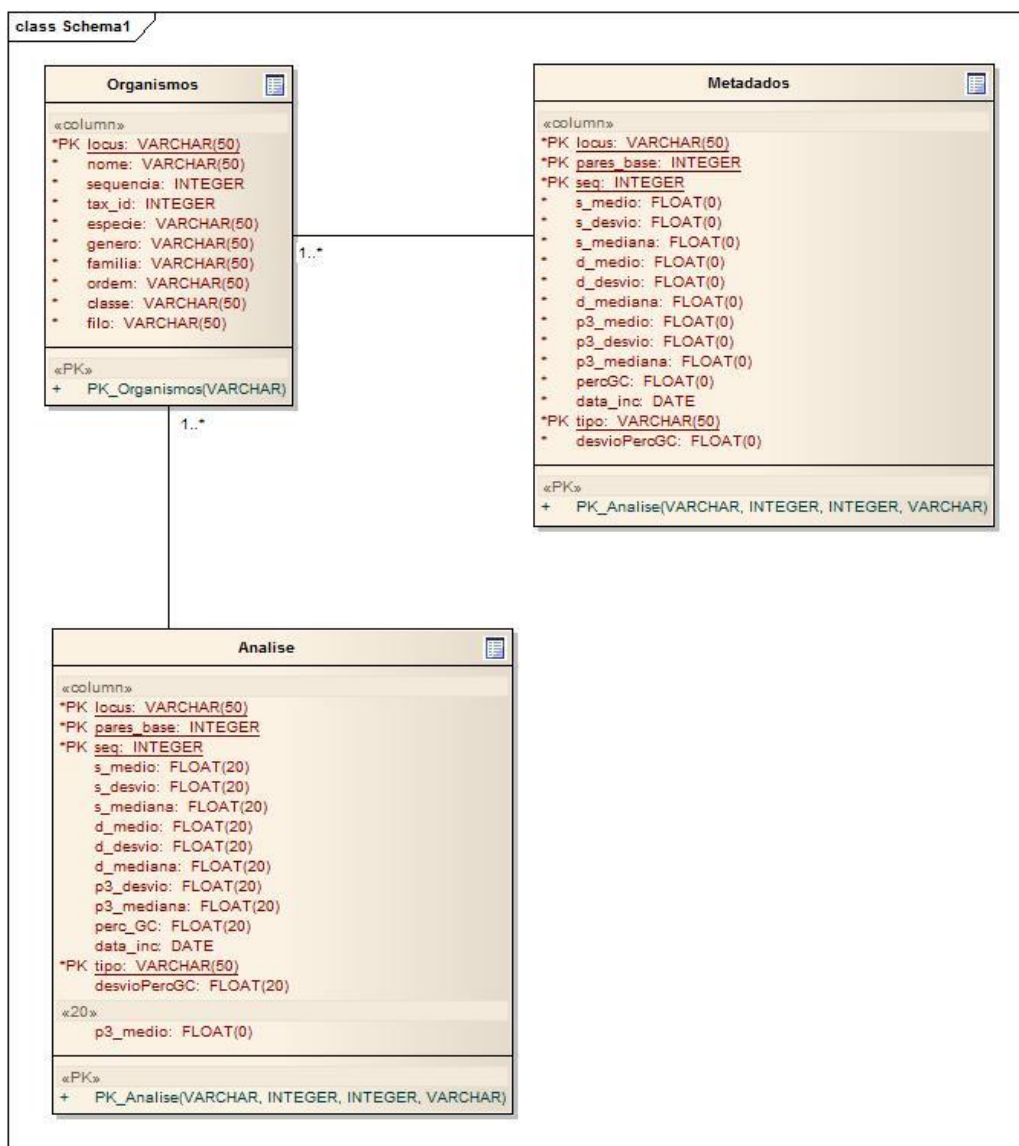 class Schema1
Organismos
«column»
*PK locus: VARCHAR(50)
* nome: VARCHAR(50)
* sequencia: INTEGER
* tax_id: INTEGER
* especie: VARCHAR(50)
* genero: VARCHAR(50)
* familia: VARCHAR(50)
* ordem: VARCHAR(50)
* classe: VARCHAR(50)
* filo: VARCHAR(50)
«PK»
+ PK_Organismos(VARCHAR)
1..*
1..*
Metadados
«column»
*PK locus: VARCHAR(50)
*PK pares_base: INTEGER
*PK seq: INTEGER
* s_medio: FLOAT(0)
* s_desvio: FLOAT(0)
* s_mediana: FLOAT(0)
* d_medio: FLOAT(0)
* d_desvio: FLOAT(0)
* d_mediana: FLOAT(0)
* p3_medio: FLOAT(0)
* p3_desvio: FLOAT(0)
* p3_mediana: FLOAT(0)
* percGC: FLOAT(0)
* data_inc: DATE
*PK tipo: VARCHAR(50)
* desvioPercGC: FLOAT(0)
«PK»
+ PK_Analise(VARCHAR, INTEGER, INTEGER, VARCHAR)
Analise
«column»
*PK locus: VARCHAR(50)
*PK pares_base: INTEGER
*PK seq: INTEGER
s_medio: FLOAT(20)
s_desvio: FLOAT(20)
s_mediana: FLOAT(20)
d_medio: FLOAT(20)
d_desvio: FLOAT(20)
d_mediana: FLOAT(20)
p3_desvio: FLOAT(20)
p3_mediana: FLOAT(20)
perc_GC: FLOAT(20)
data_inc: DATE
*PK tipo: VARCHAR(50)
desvioPercGC: FLOAT(20)
«20»
p3_medio: FLOAT(0)
«PK»
+ PK_Analise(VARCHAR, INTEGER, INTEGER, VARCHAR)